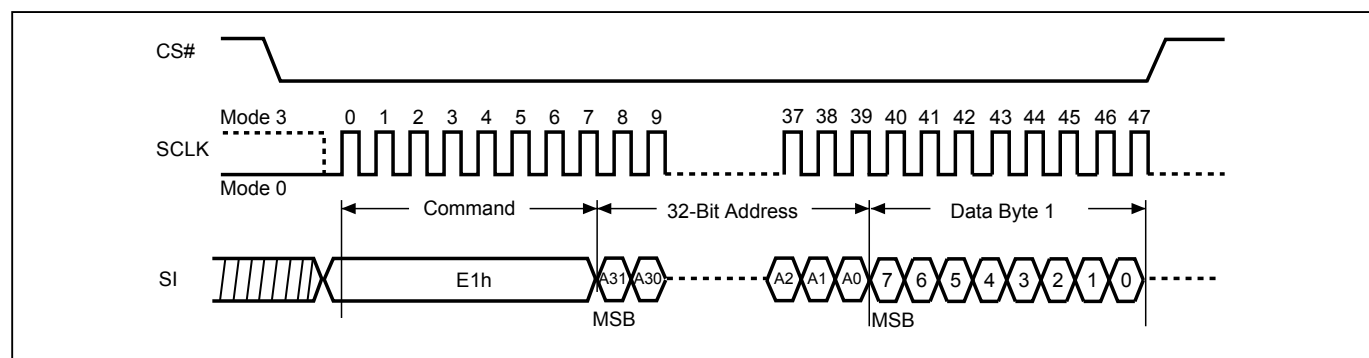 CS#
Mode 3
0 1 2 3 4 5 6 7 8 9 37 38 39 40 41 42 43 44 45 46 47
SCLK
Mode 0
Command 32-Bit Address Data Byte 1
SI E1h A31 A30 A2 A1 A0 7 6 5 4 3 2 1 0
MSB MSB